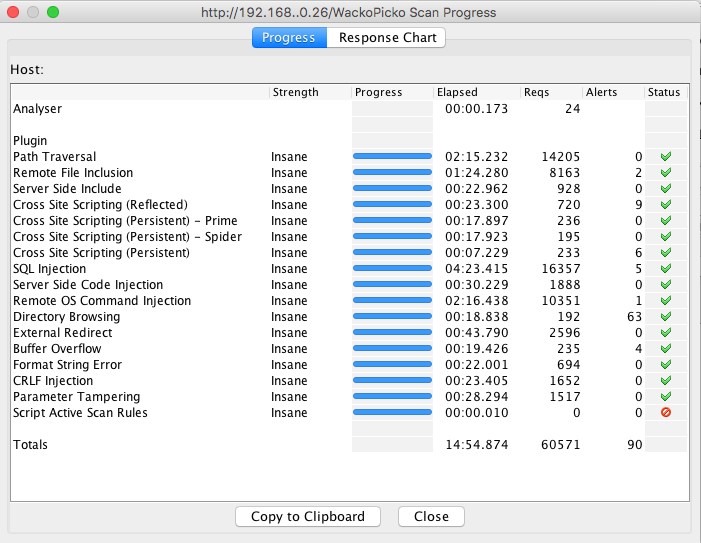 http://192.168..0.26/WackoPicko Scan Progress
Progress Response Chart
Host:
Strength Progress Elapsed Reqs Alerts Status
Analyser 00:00.173 24
Plugin
Path Traversal Insane 02:15.232 14205 0
Remote File Inclusion Insane 01:24.280 8163 2
Server Side Include Insane 00:22.962 928 0
Cross Site Scripting (Reflected) Insane 00:23.300 720 9
Cross Site Scripting (Persistent) - Prime Insane 00:17.897 236 0
Cross Site Scripting (Persistent) - Spider Insane 00:17.923 195 0
Cross Site Scripting (Persistent) Insane 00:07.229 233 6
SQL Injection Insane 04:23.415 16357 5
Server Side Code Injection Insane 00:30.229 1888 0
Remote OS Command Injection Insane 02:16.438 10351 1
Directory Browsing Insane 00:18.838 192 63
External Redirect Insane 00:43.790 2596 0
Buffer Overflow Insane 00:19.426 235 4
Format String Error Insane 00:22.001 694 0
CRLF Injection Insane 00:23.405 1652 0
Parameter Tampering Insane 00:28.294 1517 0
Script Active Scan Rules Insane 00:00.010 0 0
Totals 14:54.874 60571 90
Copy to Clipboard Close